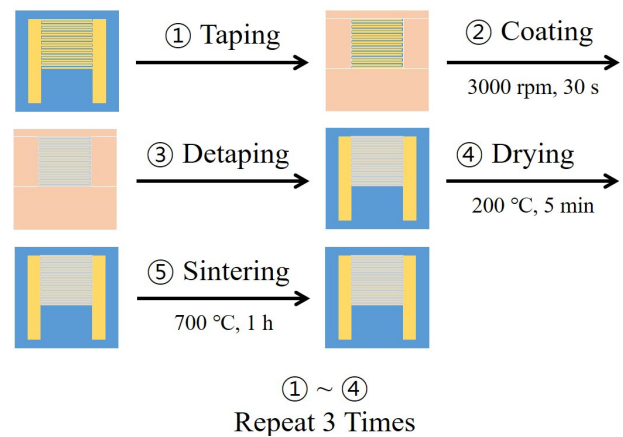 ① Taping
② Coating
3000 rpm, 30 s
③ Detaping
④ Drying
200 ℃, 5 min
⑤ Sintering
700 ℃, 1 h
① ~ ④
Repeat 3 Times